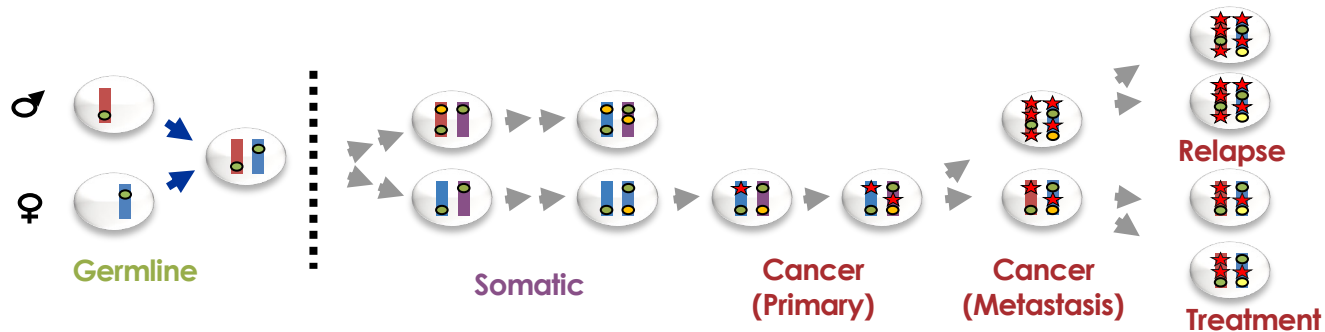 Germline
Somatic
Cancer
(Primary)
Cancer
(Metastasis)
Relapse
Treatment